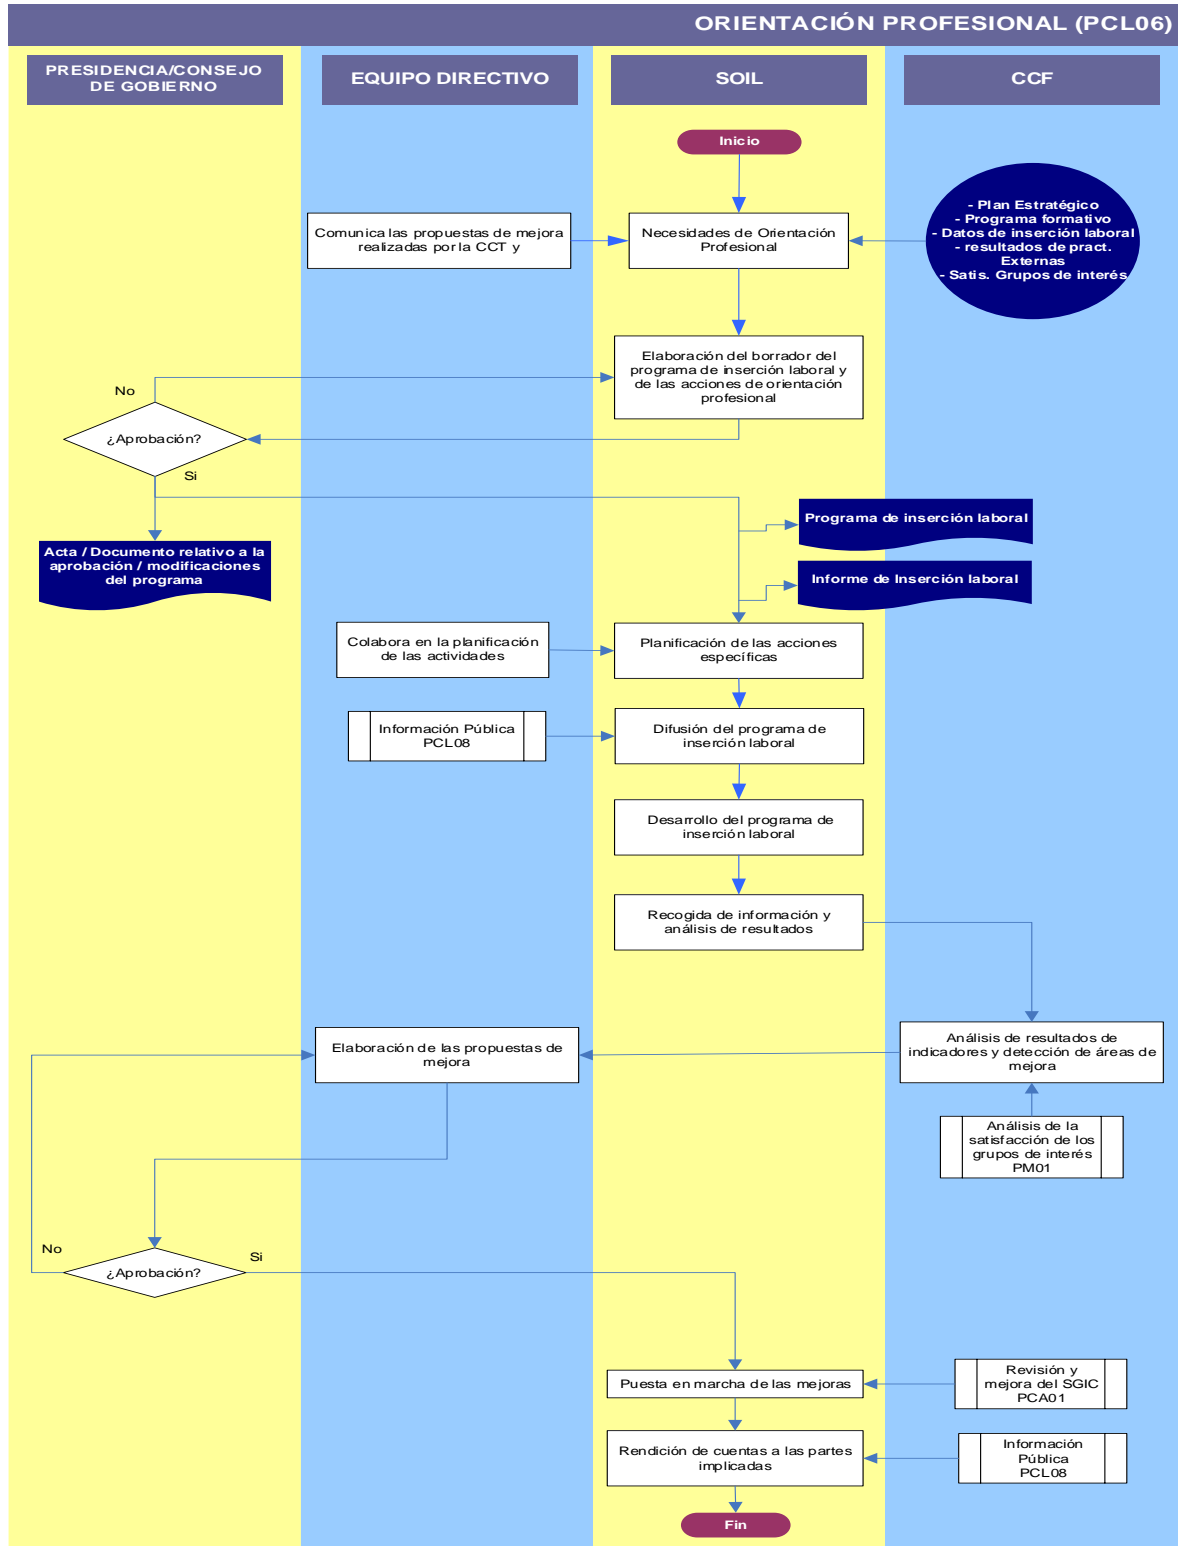 ORIENTACIÓN PROFESIONAL (PCL06)
PRESIDENCIA/CONSEJO
DE GOBIERNO
EQUIPO DIRECTIVO
SOIL
CCF
Inicio
Comunica las propuestas de mejora
realizadas por la CCT y
Necesidades de Orientación
Profesional
- Plan Estratégico
- Programa formativo
- Datos de inserción laboral
- resultados de pract.
Externas
- Satis. Grupos de interés
Elaboración del borrador del
programa de inserción laboral y
de las acciones de orientación
profesional
No
¿Aprobación?
Si
Programa de inserción laboral
Acta / Documento relativo a la
aprobación / modificaciones
del programa
Informe de Inserción laboral
Colabora en la planificación
de las actividades
Planificación de las acciones
específicas
Información Pública
PCL08
Difusión del programa de
inserción laboral
Desarrollo del programa de
inserción laboral
Recogida de información y
análisis de resultados
Elaboración de las propuestas de
mejora
Análisis de resultados de
indicadores y detección de áreas de
mejora
Análisis de la
satisfacción de los
grupos de interés
PM01
No
Si
¿Aprobación?
Puesta en marcha de las mejoras
Revisión y
mejora del SGIC
PCA01
Rendición de cuentas a las partes
implicadas
Información
Pública
PCL08
Fin